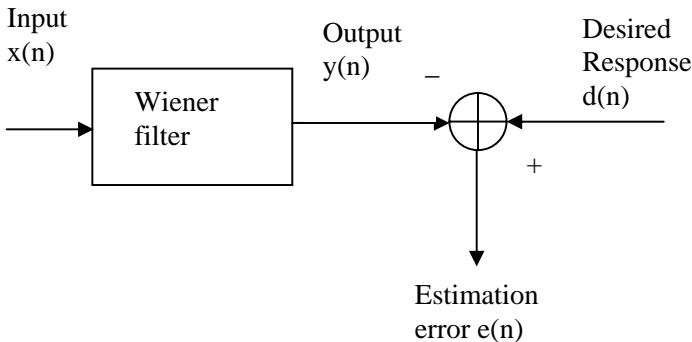 Input
x(n)
Wiener
filter
Output
y(n)
−
Desired
Response
d(n)
+
Estimation
error e(n)